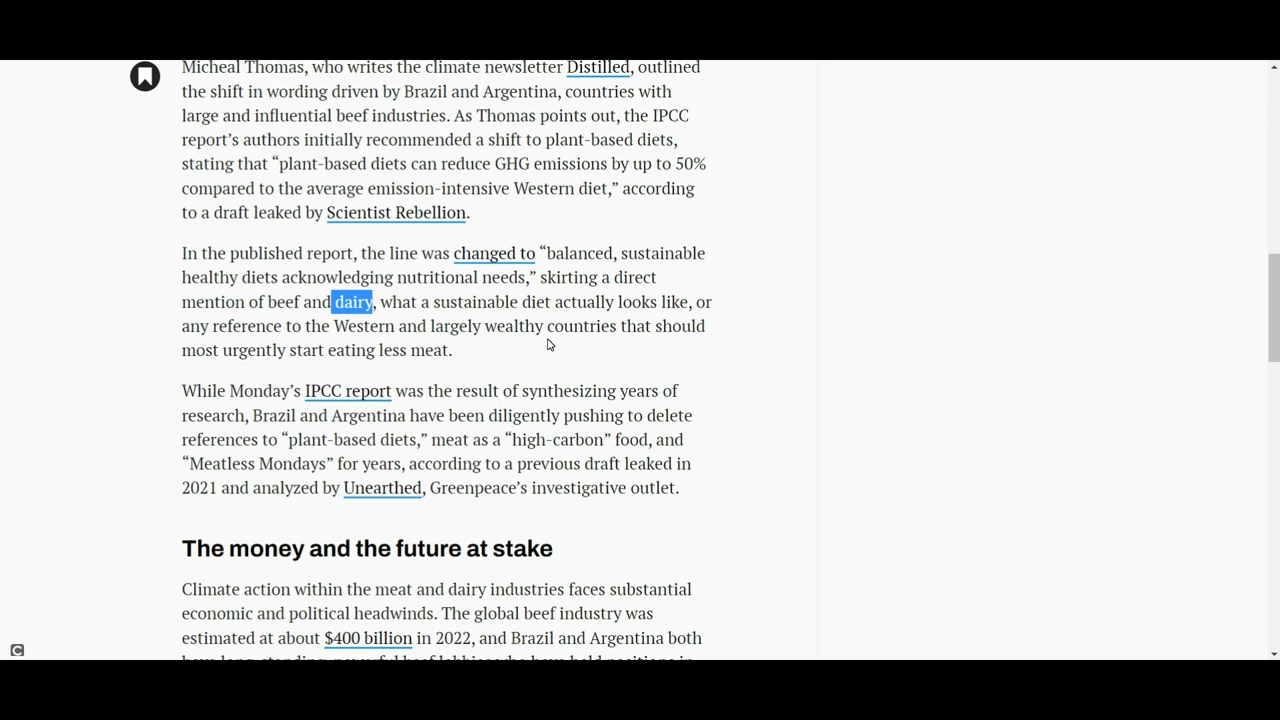 Micheal Thomas, who writes the climate newsletter Distilled, outlined
the shift in wording driven by Brazil and Argentina, countries with
large and influential beef industries. As Thomas points out, the IPCC
report’s authors initially recommended a shift to plant-based diets,
stating that “plant-based diets can reduce GHG emissions by up to 50%
compared to the average emission-intensive Western diet,” according
to a draft leaked by Scientist Rebellion.
In the published report, the line was changed to “balanced, sustainable
healthy diets acknowledging nutritional needs,” skirting a direct
mention of beef and dairy, what a sustainable diet actually looks like, or
any reference to the Western and largely wealthy countries that should
most urgently start eating less meat.
While Monday’s IPCC report was the result of synthesizing years of
research, Brazil and Argentina have been diligently pushing to delete
references to “plant-based diets,” meat as a “high-carbon” food, and
“Meatless Mondays” for years, according to a previous draft leaked in
2021 and analyzed by Unearthed, Greenpeace’s investigative outlet.
The money and the future at stake
Climate action within the meat and dairy industries faces substantial
economic and political headwinds. The global beef industry was
estimated at about $400 billion in 2022, and Brazil and Argentina both